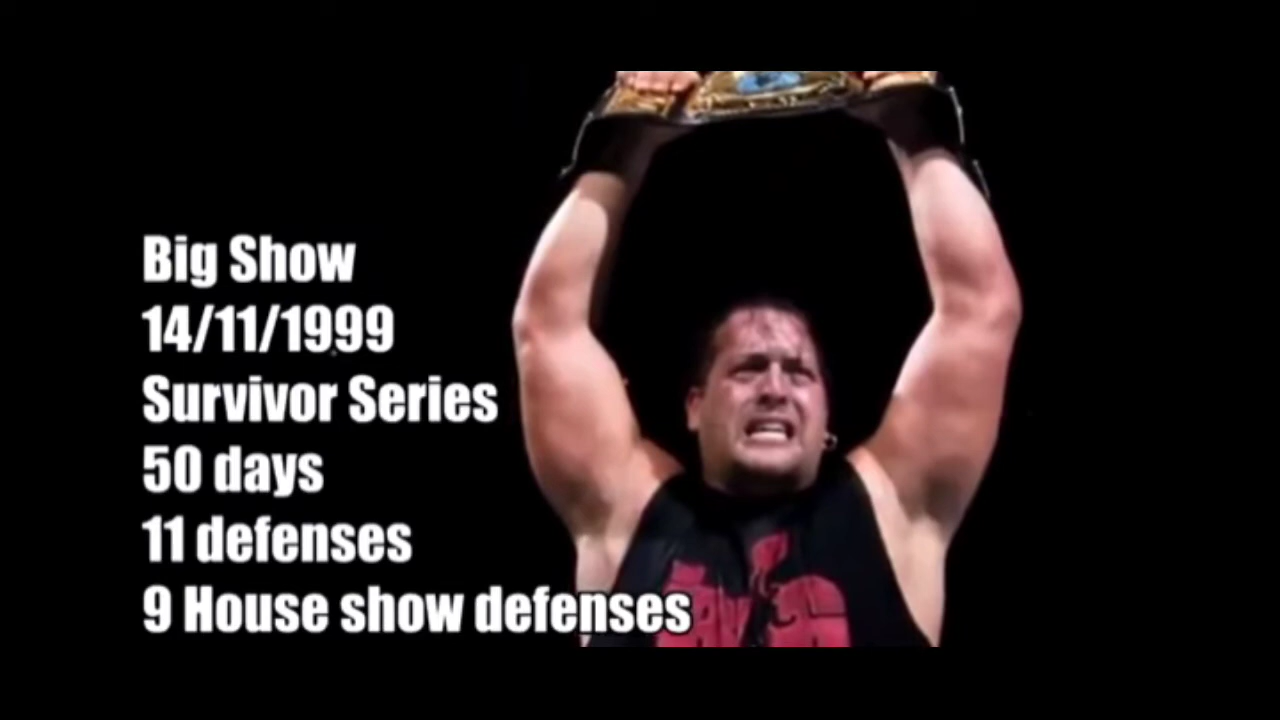 Big Show
14/11/1999
Survivor Series
50 days
11 defenses
9 House show defenses